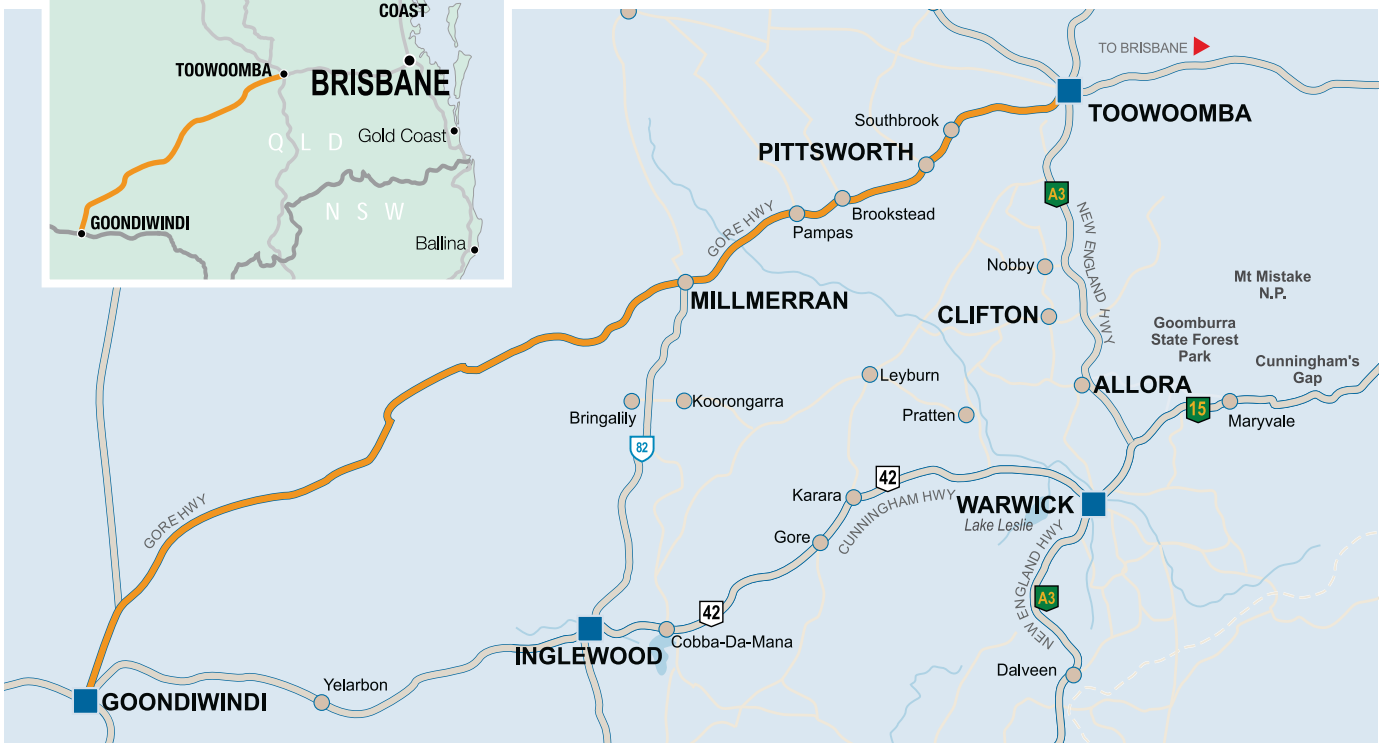 COAST
TOOWOOMBA
BRISBANE
QLD
Gold Coast
NSW
GOONDIWINDI
Ballina
TO BRISBANE
TOOWOOMBA
Southbrook
PITTSWORTH
Brookstead
Pampas
GORE HWY
MILLMERRAN
A3
NEW ENGLAND HWY
Nobby
CLIFTON
Mt Mistake
N.P.
Goomburra
State Forest
Park
Cunningham's
Gap
ALLORA
15
Maryvale
Leyburn
Pratten
Bringalily
Koorongarra
82
Karara
42
CUNNINGHAM HWY
WARWICK
Lake Leslie
Gore
GORE HWY
42
NEW ENGLAND HWY
A3
INGLEWOOD
Cobba-Da-Mana
Dalveen
Yelarbon
GOONDIWINDI